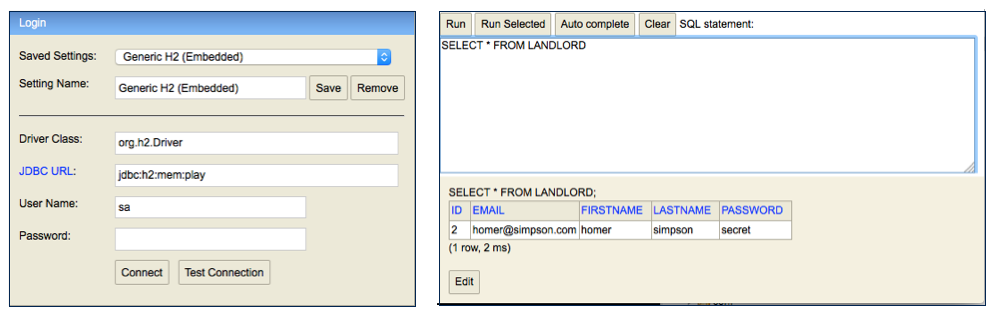 Login
Saved Settings: Generic H2 (Embedded)
Setting Name: Generic H2 (Embedded) Save Remove
Driver Class: org.h2.Driver
JDBC URL: jdbc:h2:mem:play
User Name: sa
Password:
Connect Test Connection
Run Run Selected Auto complete Clear SQL statement:
SELECT * FROM LANDLORD
SELECT * FROM LANDLORD;
ID EMAIL FIRSTNAME LASTNAME PASSWORD
2 homer@simpson.com homer simpson secret
(1 row, 2 ms)
Edit